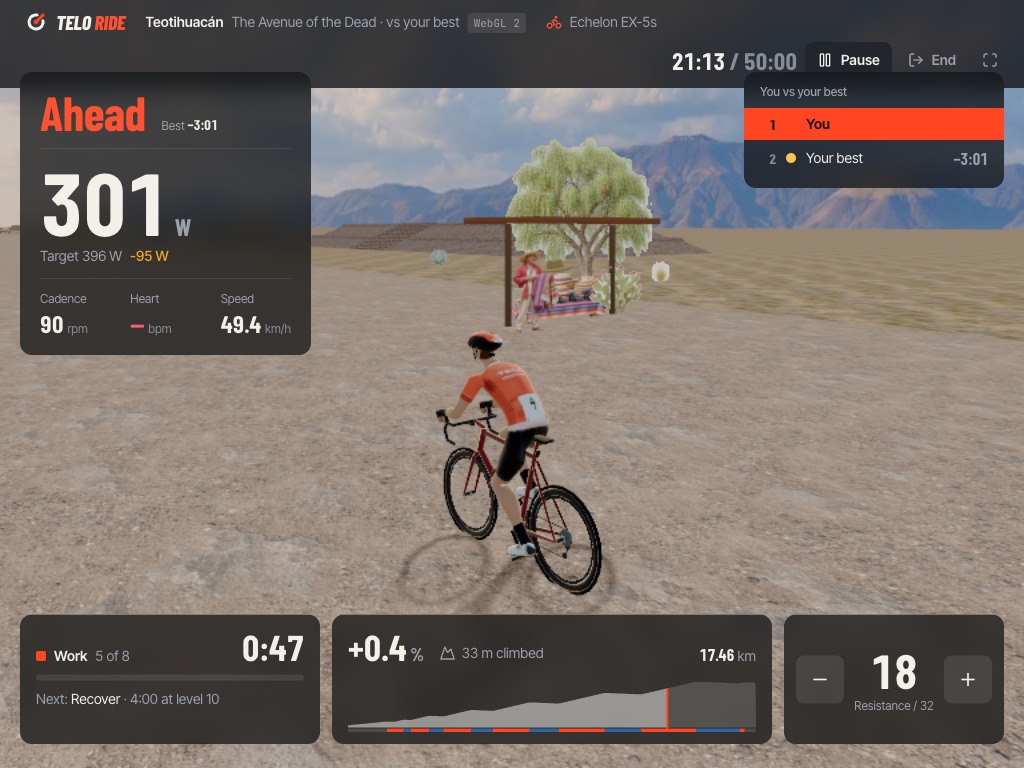 TELO RIDE Teotihuacán The Avenue of the Dead · vs your best WebGL 2 Echelon EX-5s
21:13 / 50:00 Pause End
Ahead Best −3:01
301 W
Target 396 W -95 W
Cadence Heart Speed
90 rpm — bpm 49.4 km/h
You vs your best
1 You
2 Your best −3:01
Work 5 of 8 0:47
Next: Recover · 4:00 at level 10
+0.4 % 33 m climbed 17.46 km
− 18 +
Resistance / 32